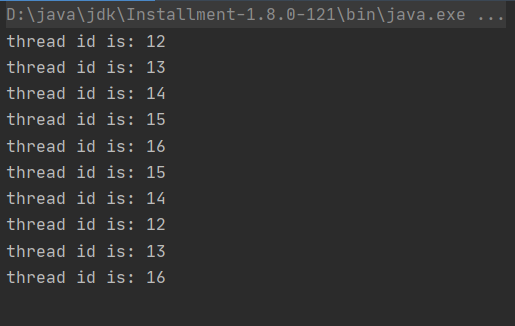 D:\java\jdk\Installment-1.8.0-121\bin\java.exe ...
thread id is: 12
thread id is: 13
thread id is: 14
thread id is: 15
thread id is: 16
thread id is: 15
thread id is: 14
thread id is: 12
thread id is: 13
thread id is: 16